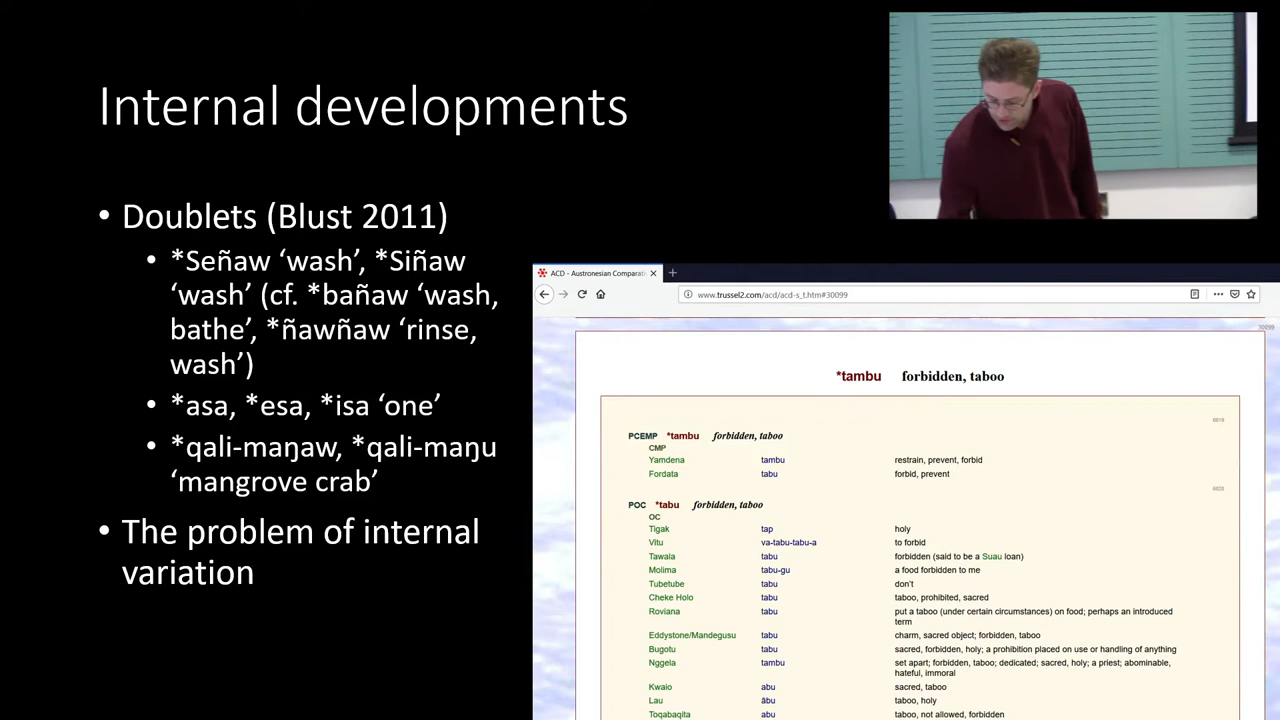 Internal developments
• Doublets (Blust 2011)
• *Señaw ‘wash’, *Siñaw
‘wash’ (cf. *bañaw ‘wash,
bathe’, *ñawñaw ‘rinse,
wash’)
• *asa, *esa, *isa ‘one’
• *qali-maŋaw, *qali-maŋu
‘mangrove crab’
• The problem of internal
variation
ACD - Austronesian Comparati
www.trussel2.com/acd/acd-s_t.htm#30099
30099
*tambu forbidden, taboo
PCEMP *tambu forbidden, taboo
CMP
Yamdena tambu restrain, prevent, forbid
Fordata tabu forbid, prevent
POC *tabu forbidden, taboo
OC
Tigak tap holy
Vitu va-tabu-tabu-a to forbid
Tawala tabu forbidden (said to be a Suau loan)
Molima tabu-gu a food forbidden to me
Tubetube tabu don't
Cheke Holo tabu taboo, prohibited, sacred
Roviana tabu put a taboo (under certain circumstances) on food; perhaps an introduced
term
Eddystone/Mandegusu tabu charm, sacred object; forbidden, taboo
Bugotu tabu sacred, forbidden, holy; a prohibition placed on use or handling of anything
Nggela tambu set apart; forbidden, taboo; dedicated; sacred, holy; a priest; abominable,
hateful, immoral
Kwaio abu sacred, taboo
Lau ābu taboo, holy
Toqabaqita abu taboo, not allowed, forbidden